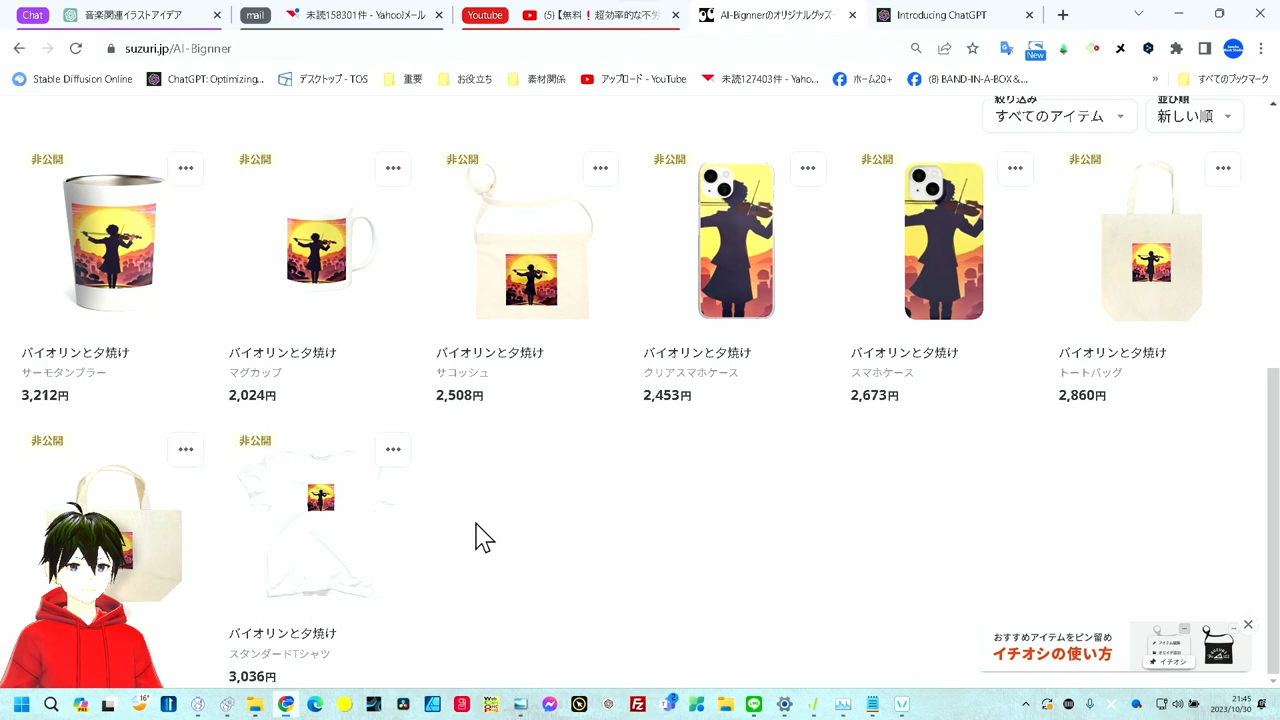 Chat
音楽関連イラストアイデア
mail
未読158301件 - Yahoo!メール
Youtube
(5)【無料❗超効率的な不労
AI-Bignnerのオリジナルグッズ
Introducing ChatGPT
suzuri.jp/AI-Bignner
New
Stable Diffusion Online
ChatGPT: Optimizing...
デスクトップ - TOS
重要
お役立ち
素材関係
アップロード - YouTube
未読127403件 - Yaho...
ホーム20+
(8) BAND-IN-A-BOX＆...
»
すべてのブックマーク
絞り込み
並び順
すべてのアイテム
新しい順
非公開
非公開
非公開
非公開
非公開
非公開
バイオリンと夕焼け
バイオリンと夕焼け
バイオリンと夕焼け
バイオリンと夕焼け
バイオリンと夕焼け
バイオリンと夕焼け
サーモタンブラー
マグカップ
サコッシュ
クリアスマホケース
スマホケース
トートバッグ
3,212円
2,024円
2,508円
2,453円
2,673円
2,860円
非公開
非公開
バイオリンと夕焼け
スタンダードTシャツ
3,036円
おすすめアイテムをピン留め
イチオシの使い方
イチオシ
16°
21:45
2023/10/30